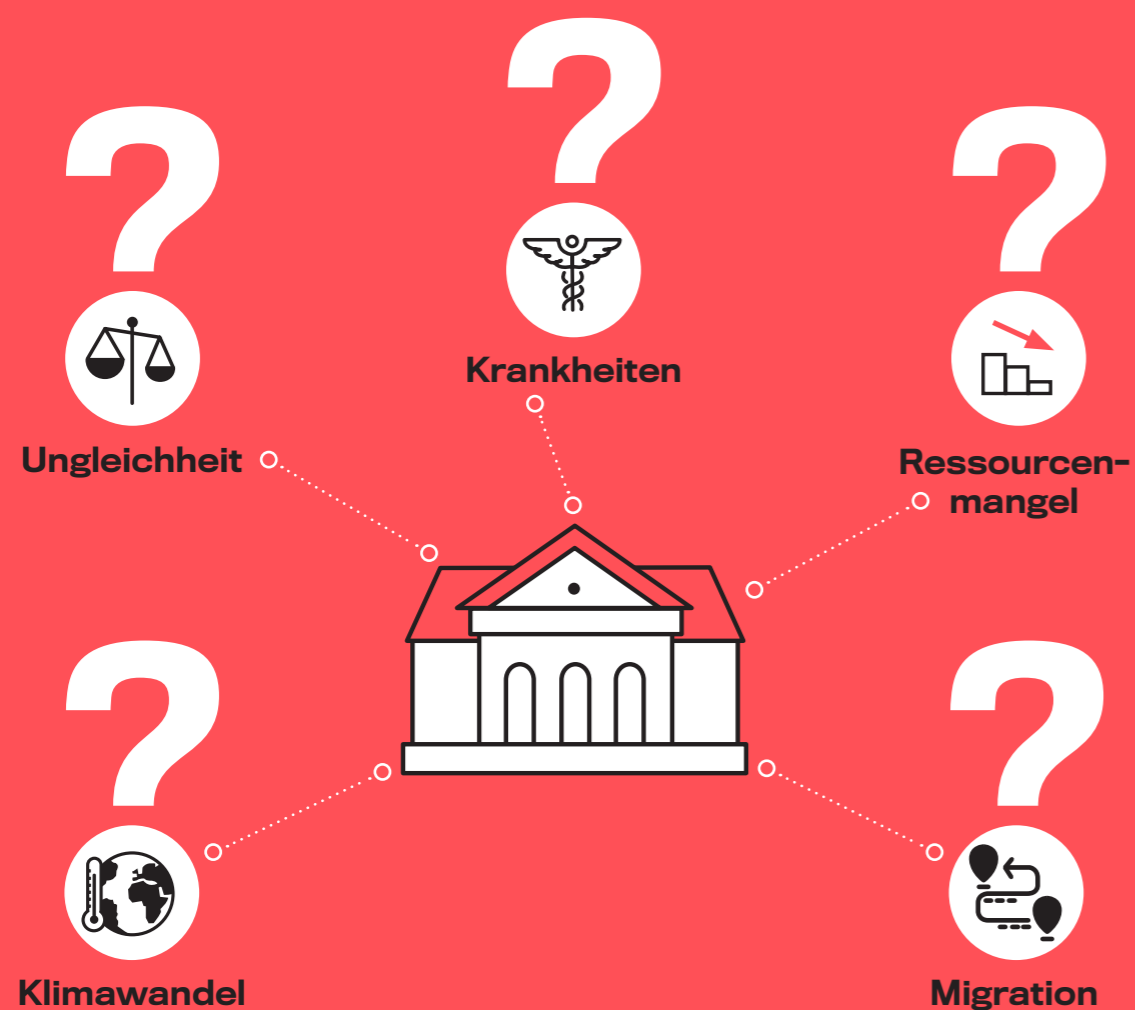 ?
?
?
Krankheiten
Ungleichheit
Ressourcen-
mangel
?
?
Klimawandel
Migration